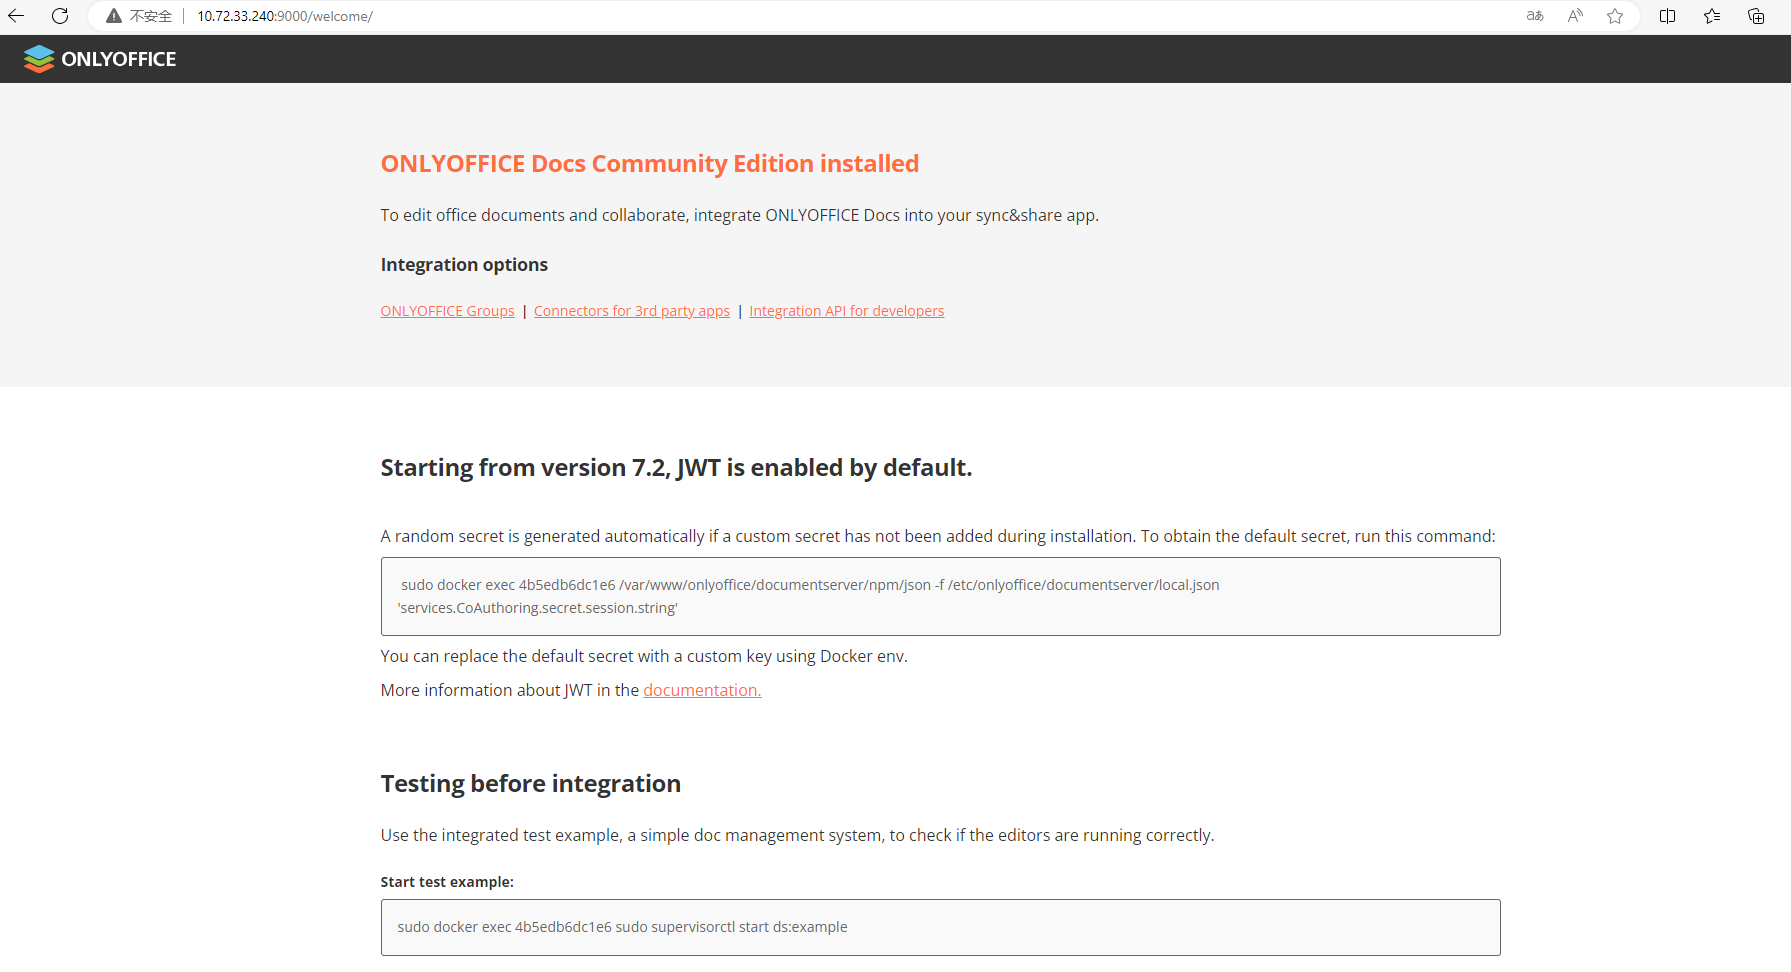 不安全 10.72.33.240:9000/welcome/ aあ A
ONLYOFFICE
ONLYOFFICE Docs Community Edition installed
To edit office documents and collaborate, integrate ONLYOFFICE Docs into your sync&share app.
Integration options
ONLYOFFICE Groups | Connectors for 3rd party apps | Integration API for developers
Starting from version 7.2, JWT is enabled by default.
A random secret is generated automatically if a custom secret has not been added during installation. To obtain the default secret, run this command:
sudo docker exec 4b5edb6dc1e6 /var/www/onlyoffice/documentserver/npm/json -f /etc/onlyoffice/documentserver/local.json
'services.CoAuthoring.secret.session.string'
You can replace the default secret with a custom key using Docker env.
More information about JWT in the documentation.
Testing before integration
Use the integrated test example, a simple doc management system, to check if the editors are running correctly.
Start test example:
sudo docker exec 4b5edb6dc1e6 sudo supervisorctl start ds:example